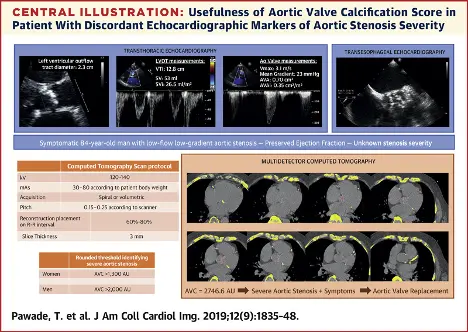 CENTRAL ILLUSTRATION: Usefulness of Aortic Valve Calcification Score in
Patient With Discordant Echocardiographic Markers of Aortic Stenosis Severity
TRANSTHORACIC ECHOCARDIOGRAPHY
TRANSESOPHAGEAL ECHOCARDIOGRAPHY
Left ventricular outflow
tract diameter: 2.3 cm
LVOT measurements:
VTI: 12.8 cm
SV: 53 ml
SVi: 26.5 ml/m²
Ao Valve measurements:
Vmax: 3.1 m/s
Mean Gradient: 23 mmHg
AVA: 0.70 cm²
AVAi: 0.35 cm²/m²
Symptomatic 84-year-old man with low-flow low-gradient aortic stenosis – Preserved Ejection Fraction – Unknown stenosis severity
Computed Tomography Scan protocol
kV 120-140
mAs 30-80 according to patient body weight
Acquisition Spiral or volumetric
Pitch 0.15-0.25 according to scanner
Reconstruction placement
on R-R interval
60%-80%
Slice Thickness 3 mm
Rounded threshold identifying
severe aortic stenosis
Women AVC >1,300 AU
Men AVC >2,000 AU
MULTIDETECTOR COMPUTED TOMOGRAPHY
AVC = 2746.6 AU → Severe Aortic Stenosis + Symptoms → Aortic Valve Replacement
Pawade, T. et al. J Am Coll Cardiol Img. 2019;12(9):1835-48.